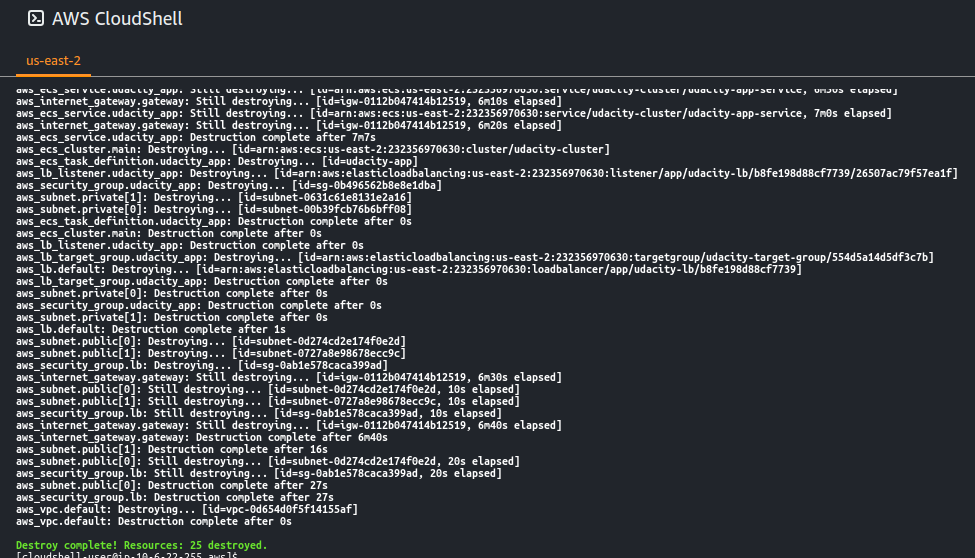 AWS CloudShell
us-east-2
aws_ecs_service.udacity_app: Still destroying... [id=arn:aws:ecs:us-east-2:232356970630:service/udacity-cluster/udacity-app-service, 6m50s elapsed]
aws_internet_gateway.gateway: Still destroying... [id=igw-0112b047414b12519, 6m10s elapsed]
aws_ecs_service.udacity_app: Still destroying... [id=arn:aws:ecs:us-east-2:232356970630:service/udacity-cluster/udacity-app-service, 7m0s elapsed]
aws_internet_gateway.gateway: Still destroying... [id=igw-0112b047414b12519, 6m20s elapsed]
aws_ecs_service.udacity_app: Destruction complete after 7m7s
aws_ecs_cluster.main: Destroying... [id=arn:aws:ecs:us-east-2:232356970630:cluster/udacity-cluster]
aws_ecs_task_definition.udacity_app: Destroying... [id=udacity-app]
aws_lb_listener.udacity_app: Destroying... [id=arn:aws:elasticloadbalancing:us-east-2:232356970630:listener/app/udacity-lb/b8fe198d88cf7739/26507ac79f57ea1f]
aws_security_group.udacity_app: Destroying... [id=sg-0b496562b8e8e1dba]
aws_subnet.private[1]: Destroying... [id=subnet-0631c61e8131e2a16]
aws_subnet.private[0]: Destroying... [id=subnet-00b39fcb76b6bff08]
aws_ecs_task_definition.udacity_app: Destruction complete after 0s
aws_ecs_cluster.main: Destruction complete after 0s
aws_lb_listener.udacity_app: Destruction complete after 0s
aws_lb_target_group.udacity_app: Destroying... [id=arn:aws:elasticloadbalancing:us-east-2:232356970630:targetgroup/udacity-target-group/554d5a14d5df3c7b]
aws_lb.default: Destroying... [id=arn:aws:elasticloadbalancing:us-east-2:232356970630:loadbalancer/app/udacity-lb/b8fe198d88cf7739]
aws_lb_target_group.udacity_app: Destruction complete after 0s
aws_subnet.private[0]: Destruction complete after 0s
aws_security_group.udacity_app: Destruction complete after 0s
aws_subnet.private[1]: Destruction complete after 0s
aws_lb.default: Destruction complete after 1s
aws_subnet.public[0]: Destroying... [id=subnet-0d274cd2e174f0e2d]
aws_subnet.public[1]: Destroying... [id=subnet-0727a8e98678ecc9c]
aws_security_group.lb: Destroying... [id=sg-0ab1e578caca399ad]
aws_internet_gateway.gateway: Still destroying... [id=igw-0112b047414b12519, 6m30s elapsed]
aws_subnet.public[0]: Still destroying... [id=subnet-0d274cd2e174f0e2d, 10s elapsed]
aws_subnet.public[1]: Still destroying... [id=subnet-0727a8e98678ecc9c, 10s elapsed]
aws_security_group.lb: Still destroying... [id=sg-0ab1e578caca399ad, 10s elapsed]
aws_internet_gateway.gateway: Still destroying... [id=igw-0112b047414b12519, 6m40s elapsed]
aws_internet_gateway.gateway: Destruction complete after 6m40s
aws_subnet.public[1]: Destruction complete after 16s
aws_subnet.public[0]: Still destroying... [id=subnet-0d274cd2e174f0e2d, 20s elapsed]
aws_security_group.lb: Still destroying... [id=sg-0ab1e578caca399ad, 20s elapsed]
aws_subnet.public[0]: Destruction complete after 27s
aws_security_group.lb: Destruction complete after 27s
aws_vpc.default: Destroying... [id=vpc-0d654d0f5f14155af]
aws_vpc.default: Destruction complete after 0s
Destroy complete! Resources: 25 destroyed.
[cloudshell-user@ip-10-6-22-255 aws]$